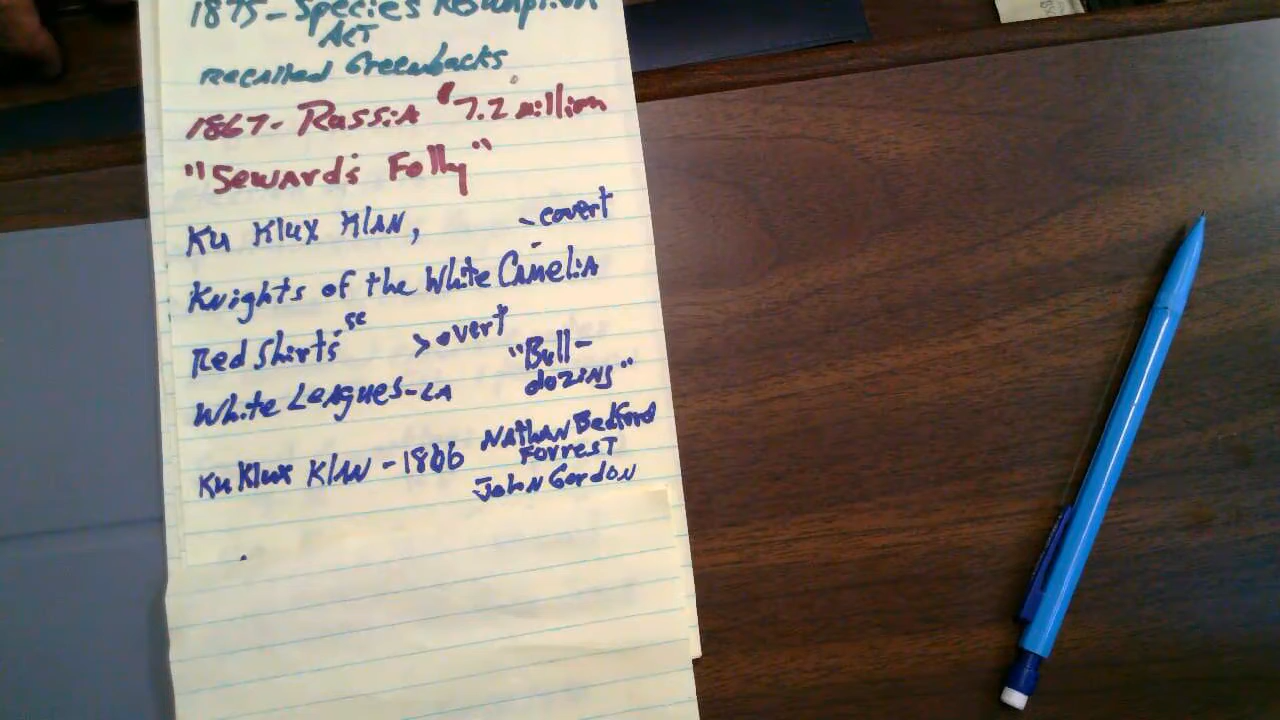 1875 - Species Resumption
Act
recalled Greenbacks
1867 - Russia $7.2 million
"Seward's Folly"
Ku Klux Klan, - covert
Knights of the White Camelia
Red Shirts SC > overt
"Bull-
dozing"
White Leagues - LA
Ku Klux Klan - 1866 Nathan Bedford
Forrest
John Gordon